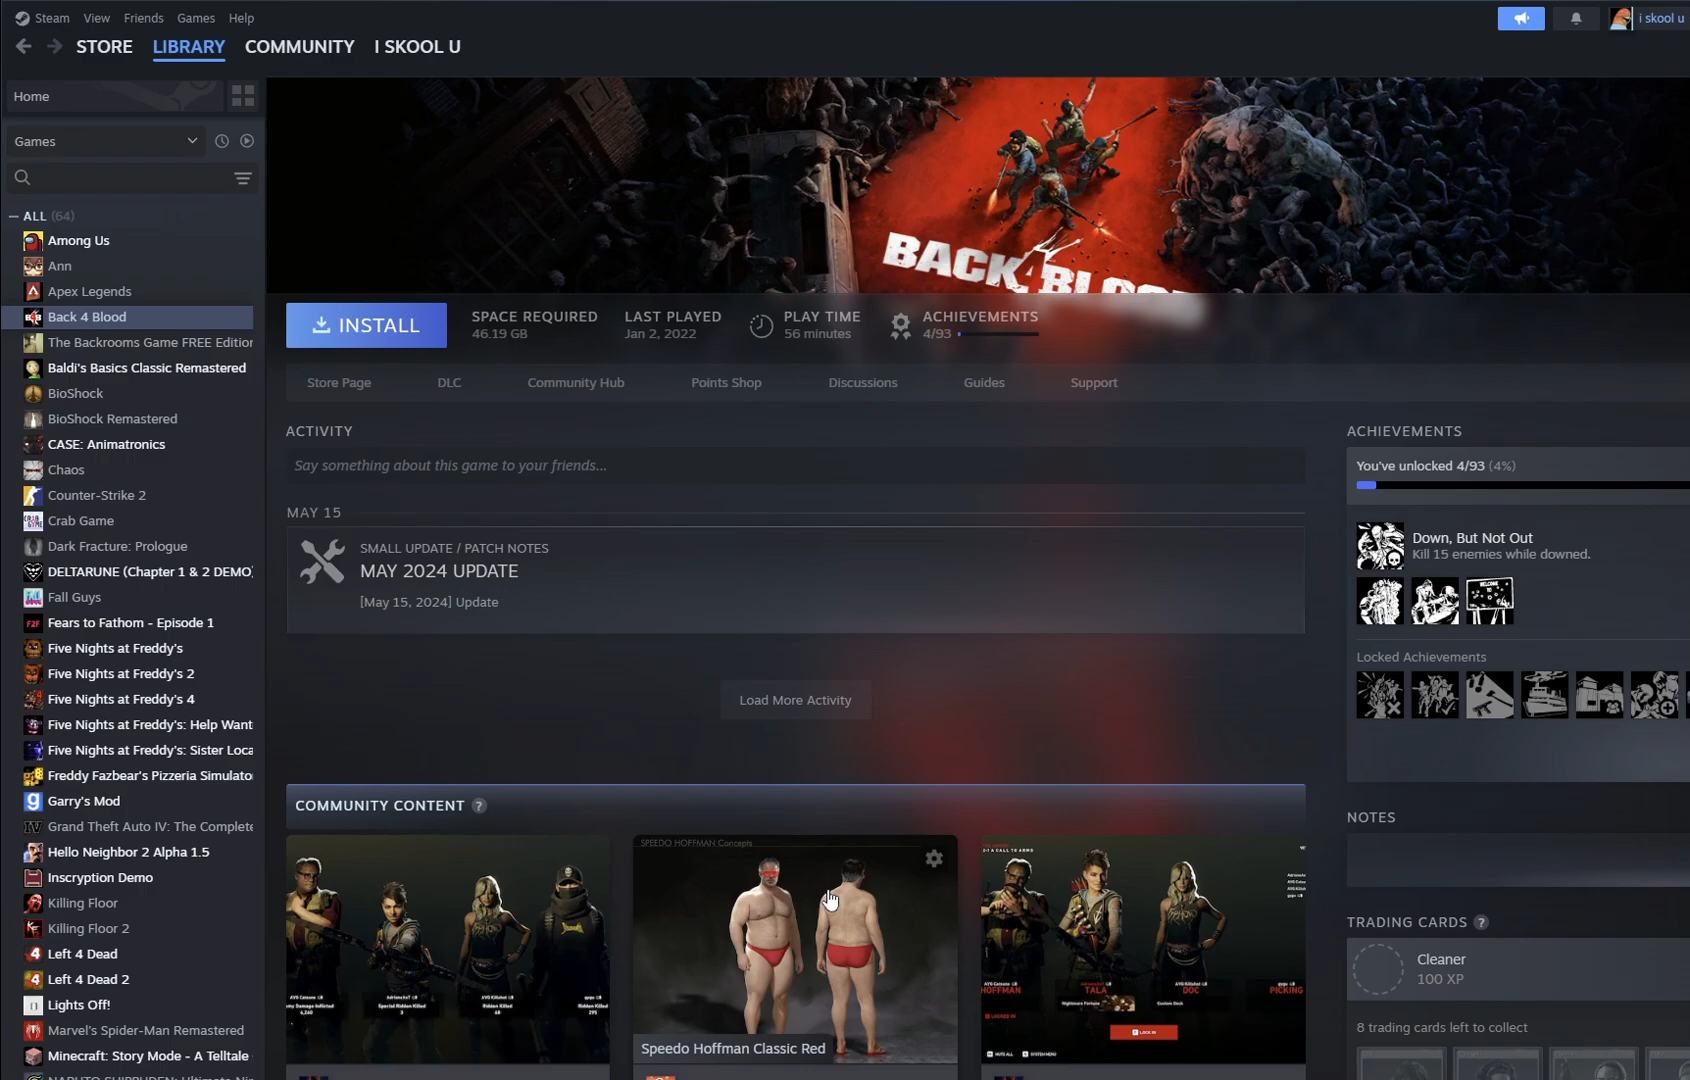 Steam View Friends Games Help
i skool u
STORE LIBRARY COMMUNITY I SKOOL U
Home
Games
ALL (64)
Among Us
Ann
Apex Legends
Back 4 Blood
The Backrooms Game FREE Edition
Baldi's Basics Classic Remastered
BioShock
BioShock Remastered
CASE: Animatronics
Chaos
Counter-Strike 2
Crab Game
Dark Fracture: Prologue
DELTARUNE (Chapter 1 & 2 DEMO)
Fall Guys
Fears to Fathom - Episode 1
Five Nights at Freddy's
Five Nights at Freddy's 2
Five Nights at Freddy's 4
Five Nights at Freddy's: Help Want
Five Nights at Freddy's: Sister Loca
Freddy Fazbear's Pizzeria Simulato
Garry's Mod
Grand Theft Auto IV: The Complete
Hello Neighbor 2 Alpha 1.5
Inscryption Demo
Killing Floor
Killing Floor 2
Left 4 Dead
Left 4 Dead 2
Lights Off!
Marvel's Spider-Man Remastered
Minecraft: Story Mode - A Telltale
BACK 4 BLOOD
INSTALL
SPACE REQUIRED
46.19 GB
LAST PLAYED
Jan 2, 2022
PLAY TIME
56 minutes
ACHIEVEMENTS
4/93
Store Page DLC Community Hub Points Shop Discussions Guides Support
ACTIVITY
Say something about this game to your friends...
MAY 15
SMALL UPDATE / PATCH NOTES
MAY 2024 UPDATE
[May 15, 2024] Update
Load More Activity
COMMUNITY CONTENT ?
SPEEDO HOFFMAN Concepts
Speedo Hoffman Classic Red
HOFFMAN
TALA
DOC
PICKING
LOCK IN
ACHIEVEMENTS
You've unlocked 4/93 (4%)
Down, But Not Out
Kill 15 enemies while downed.
Locked Achievements
NOTES
TRADING CARDS ?
Cleaner
100 XP
8 trading cards left to collect